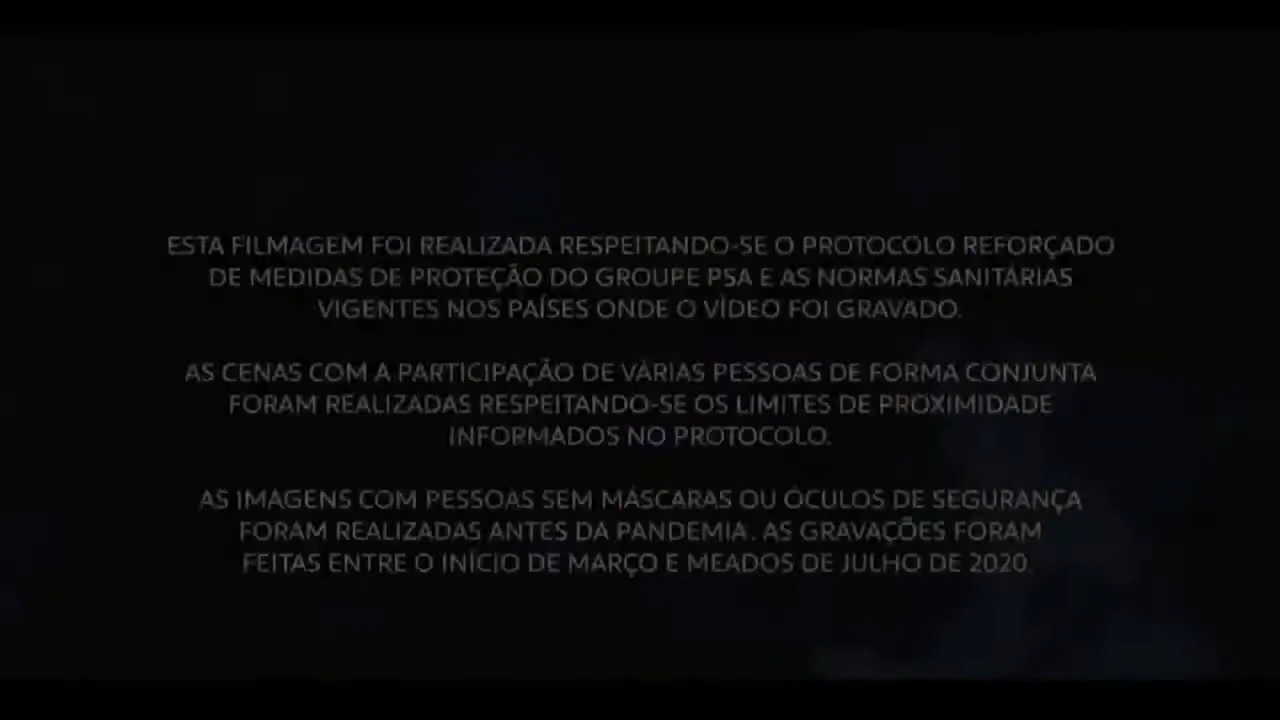 ESTA FILMAGEM FOI REALIZADA RESPEITANDO-SE O PROTOCOLO REFORÇADO
DE MEDIDAS DE PROTEÇÃO DO GROUPE PSA E AS NORMAS SANITÁRIAS
VIGENTES NOS PAÍSES ONDE O VÍDEO FOI GRAVADO.
AS CENAS COM A PARTICIPAÇÃO DE VÁRIAS PESSOAS DE FORMA CONJUNTA
FORAM REALIZADAS RESPEITANDO-SE OS LIMITES DE PROXIMIDADE
INFORMADOS NO PROTOCOLO.
AS IMAGENS COM PESSOAS SEM MÁSCARAS OU ÓCULOS DE SEGURANÇA
FORAM REALIZADAS ANTES DA PANDEMIA. AS GRAVAÇÕES FORAM
FEITAS ENTRE O INÍCIO DE MARÇO E MEADOS DE JULHO DE 2020.